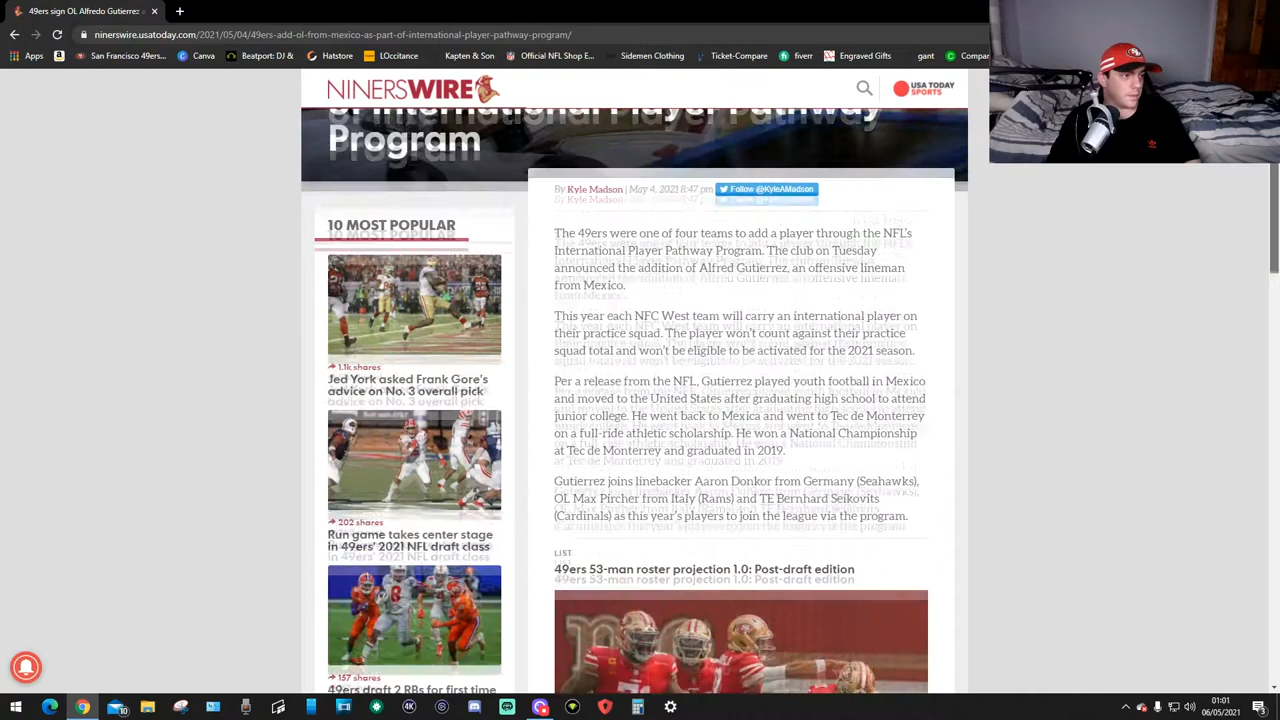 ninerswire.usatoday.com/2021/05/04/49ers-add-ol-from-mexico-as-part-of-international-player-pathway-program/
Apps San Francisco 49ers... Canva Hatstore LOccitance Kapten & Son Official NFL Shop... Sidemen Clothing Ticket-Compactor fiverr Engraved Gifts gant
NINERSWIRE
USA TODAY
SPORTS
of International Player Pathway
Program
By Kyle Madson | May 4, 2021 8:47 pm Follow @KyleAMadson
10 MOST POPULAR
1.1k shares
Jed York asked Frank Gore's
advice on No. 3 overall pick
202 shares
Run game takes center stage
in 49ers' 2021 NFL draft class
157 shares
49ers draft 2 RBs for first time
The 49ers were one of four teams to add a player through the NFL's
International Player Pathway Program. The club on Tuesday
announced the addition of Alfred Gutierrez, an offensive lineman
from Mexico.
This year each NFC West team will carry an international player on
their practice squad. The player won't count against their practice
squad total and won't be eligible to be activated for the 2021 season.
Per a release from the NFL, Gutierrez played youth football in Mexico
and moved to the United States after graduating high school to attend
junior college. He went back to Mexica and went to Tec de Monterrey
on a full-ride athletic scholarship. He won a National Championship
at Tec de Monterrey and graduated in 2019.
Gutierrez joins linebacker Aaron Donkor from Germany (Seahawks),
OL Max Pircher from Italy (Rams) and TE Bernhard Seikovits
(Cardinals) as this year's players to join the league via the program.
LIST
49ers 53-man roster projection 1.0: Post-draft edition
01:01
06/05/2021